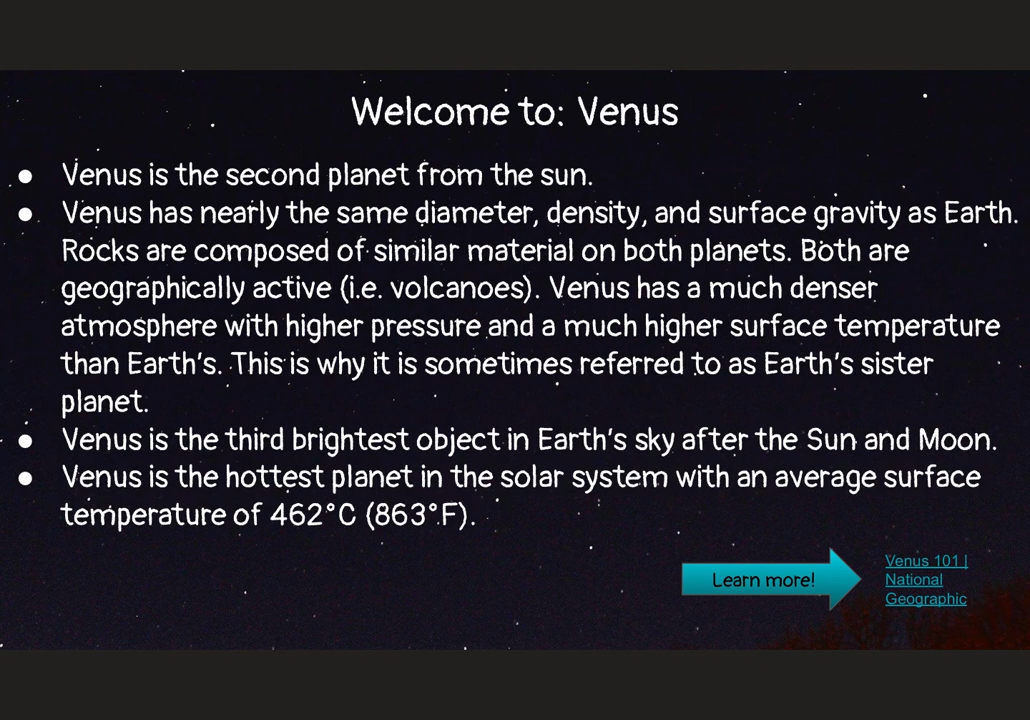 Welcome to: Venus
● Venus is the second planet from the sun.
● Venus has nearly the same diameter, density, and surface gravity as Earth.
Rocks are composed of similar material on both planets. Both are
geographically active (i.e. volcanoes). Venus has a much denser
atmosphere with higher pressure and a much higher surface temperature
than Earth's. This is why it is sometimes referred to as Earth's sister
planet.
● Venus is the third brightest object in Earth's sky after the Sun and Moon.
● Venus is the hottest planet in the solar system with an average surface
temperature of 462°C (863°F).
Learn more!
Venus 101 |
National
Geographic